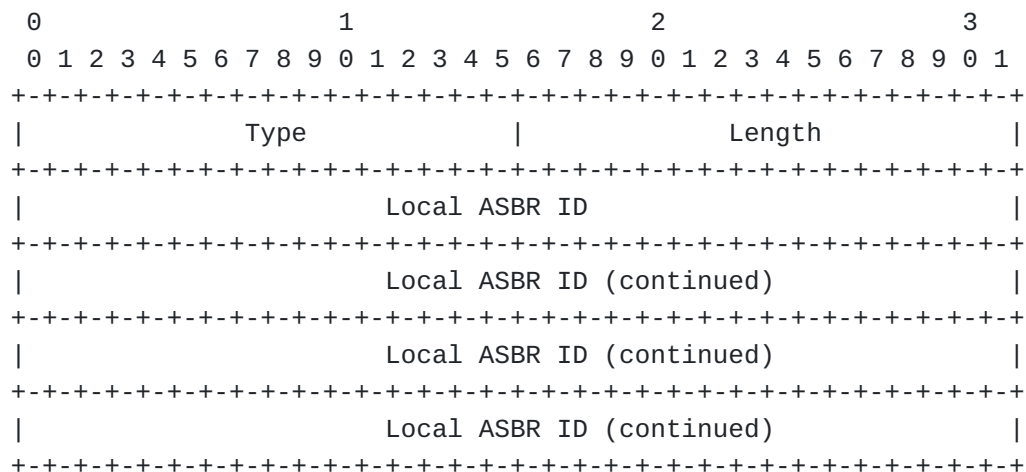 0                   1                   2                   3
 0 1 2 3 4 5 6 7 8 9 0 1 2 3 4 5 6 7 8 9 0 1 2 3 4 5 6 7 8 9 0 1
+-+-+-+-+-+-+-+-+-+-+-+-+-+-+-+-+-+-+-+-+-+-+-+-+-+-+-+-+-+-+-+-+
|              Type             |             Length            |
+-+-+-+-+-+-+-+-+-+-+-+-+-+-+-+-+-+-+-+-+-+-+-+-+-+-+-+-+-+-+-+-+
|                       Local ASBR ID                           |
+-+-+-+-+-+-+-+-+-+-+-+-+-+-+-+-+-+-+-+-+-+-+-+-+-+-+-+-+-+-+-+-+
|                       Local ASBR ID (continued)               |
+-+-+-+-+-+-+-+-+-+-+-+-+-+-+-+-+-+-+-+-+-+-+-+-+-+-+-+-+-+-+-+-+
|                       Local ASBR ID (continued)               |
+-+-+-+-+-+-+-+-+-+-+-+-+-+-+-+-+-+-+-+-+-+-+-+-+-+-+-+-+-+-+-+-+
|                       Local ASBR ID (continued)               |
+-+-+-+-+-+-+-+-+-+-+-+-+-+-+-+-+-+-+-+-+-+-+-+-+-+-+-+-+-+-+-+-+